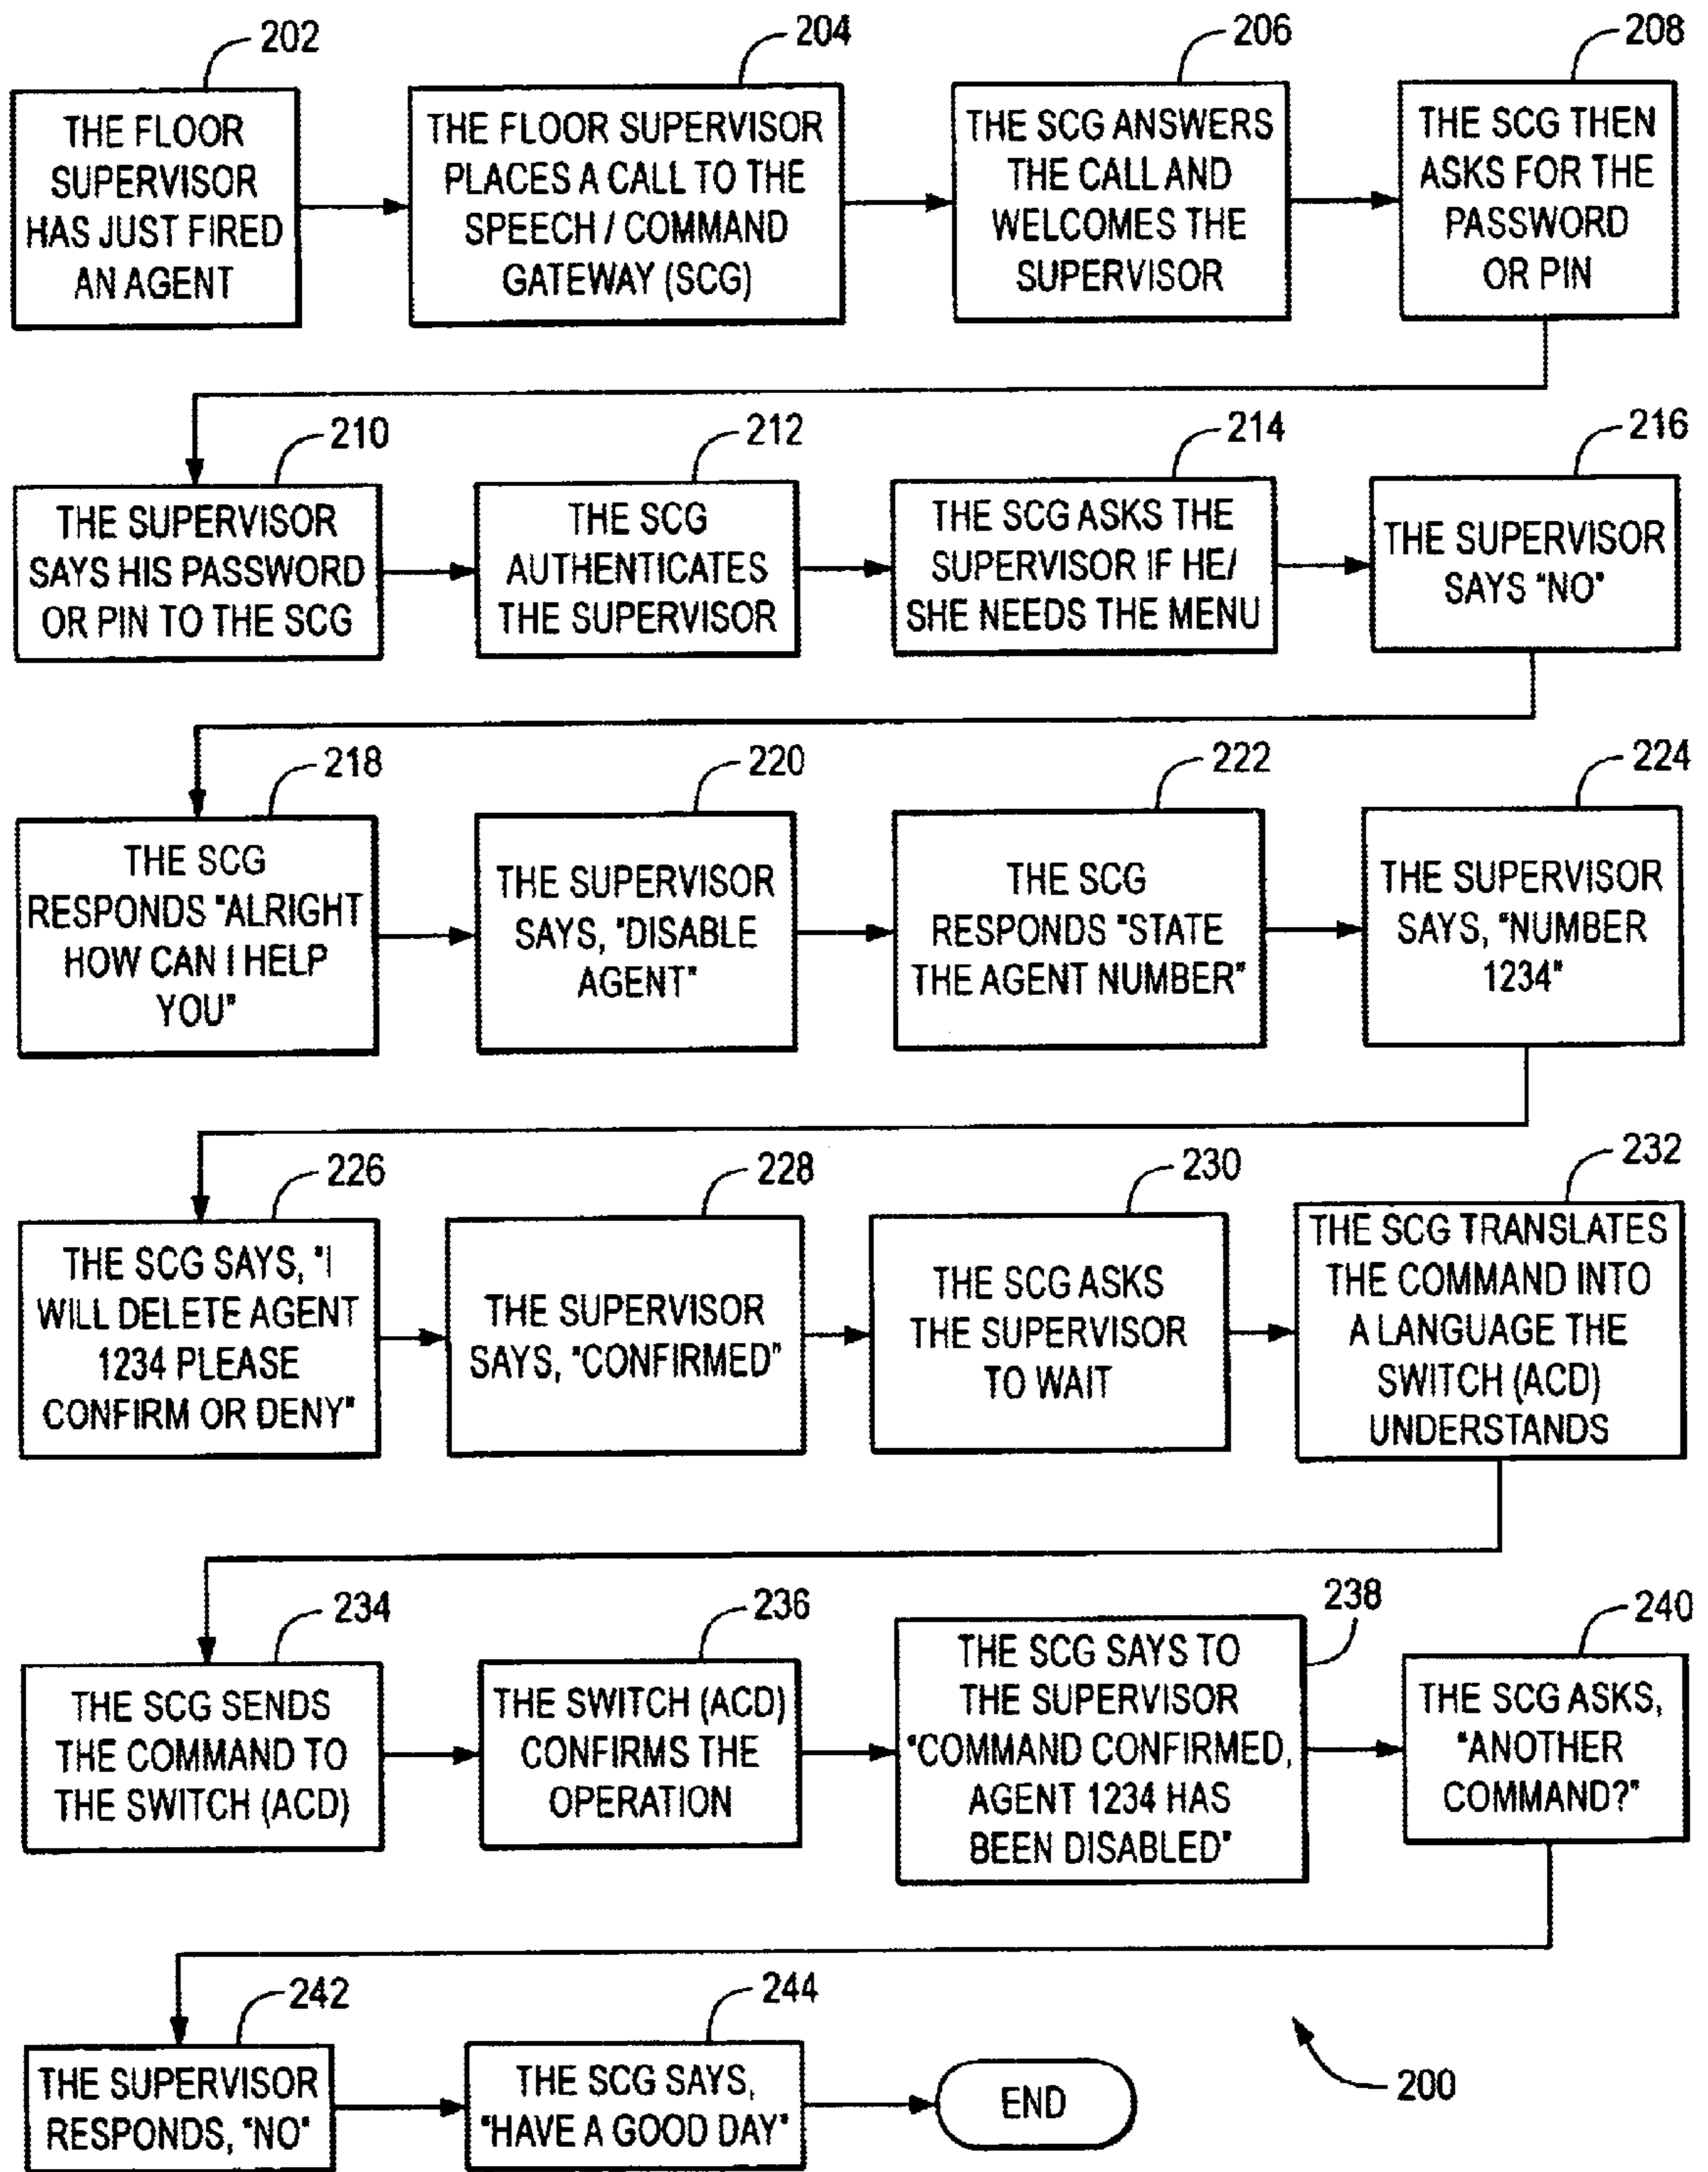 202
THE FLOOR
SUPERVISOR
HAS JUST FIRED
AN AGENT
204
THE FLOOR SUPERVISOR
PLACES A CALL TO THE
SPEECH / COMMAND
GATEWAY (SCG)
206
THE SCG ANSWERS
THE CALL AND
WELCOMES THE
SUPERVISOR
208
THE SCG THEN
ASKS FOR THE
PASSWORD
OR PIN
210
THE SUPERVISOR
SAYS HIS PASSWORD
OR PIN TO THE SCG
212
THE SCG
AUTHENTICATES
THE SUPERVISOR
214
THE SCG ASKS THE
SUPERVISOR IF HE/
SHE NEEDS THE MENU
216
THE SUPERVISOR
SAYS "NO"
218
THE SCG
RESPONDS "ALRIGHT
HOW CAN I HELP
YOU"
220
THE SUPERVISOR
SAYS, "DISABLE
AGENT"
222
THE SCG
RESPONDS "STATE
THE AGENT NUMBER"
224
THE SUPERVISOR
SAYS, "NUMBER
1234"
226
THE SCG SAYS, "I
WILL DELETE AGENT
1234 PLEASE
CONFIRM OR DENY"
228
THE SUPERVISOR
SAYS, "CONFIRMED"
230
THE SCG ASKS
THE SUPERVISOR
TO WAIT
232
THE SCG TRANSLATES
THE COMMAND INTO
A LANGUAGE THE
SWITCH (ACD)
UNDERSTANDS
234
THE SCG SENDS
THE COMMAND TO
THE SWITCH (ACD)
236
THE SWITCH (ACD)
CONFIRMS THE
OPERATION
238
THE SCG SAYS TO
THE SUPERVISOR
"COMMAND CONFIRMED,
AGENT 1234 HAS
BEEN DISABLED"
240
THE SCG ASKS,
"ANOTHER
COMMAND?"
242
THE SUPERVISOR
RESPONDS, "NO"
244
THE SCG SAYS,
"HAVE A GOOD DAY"
END
200